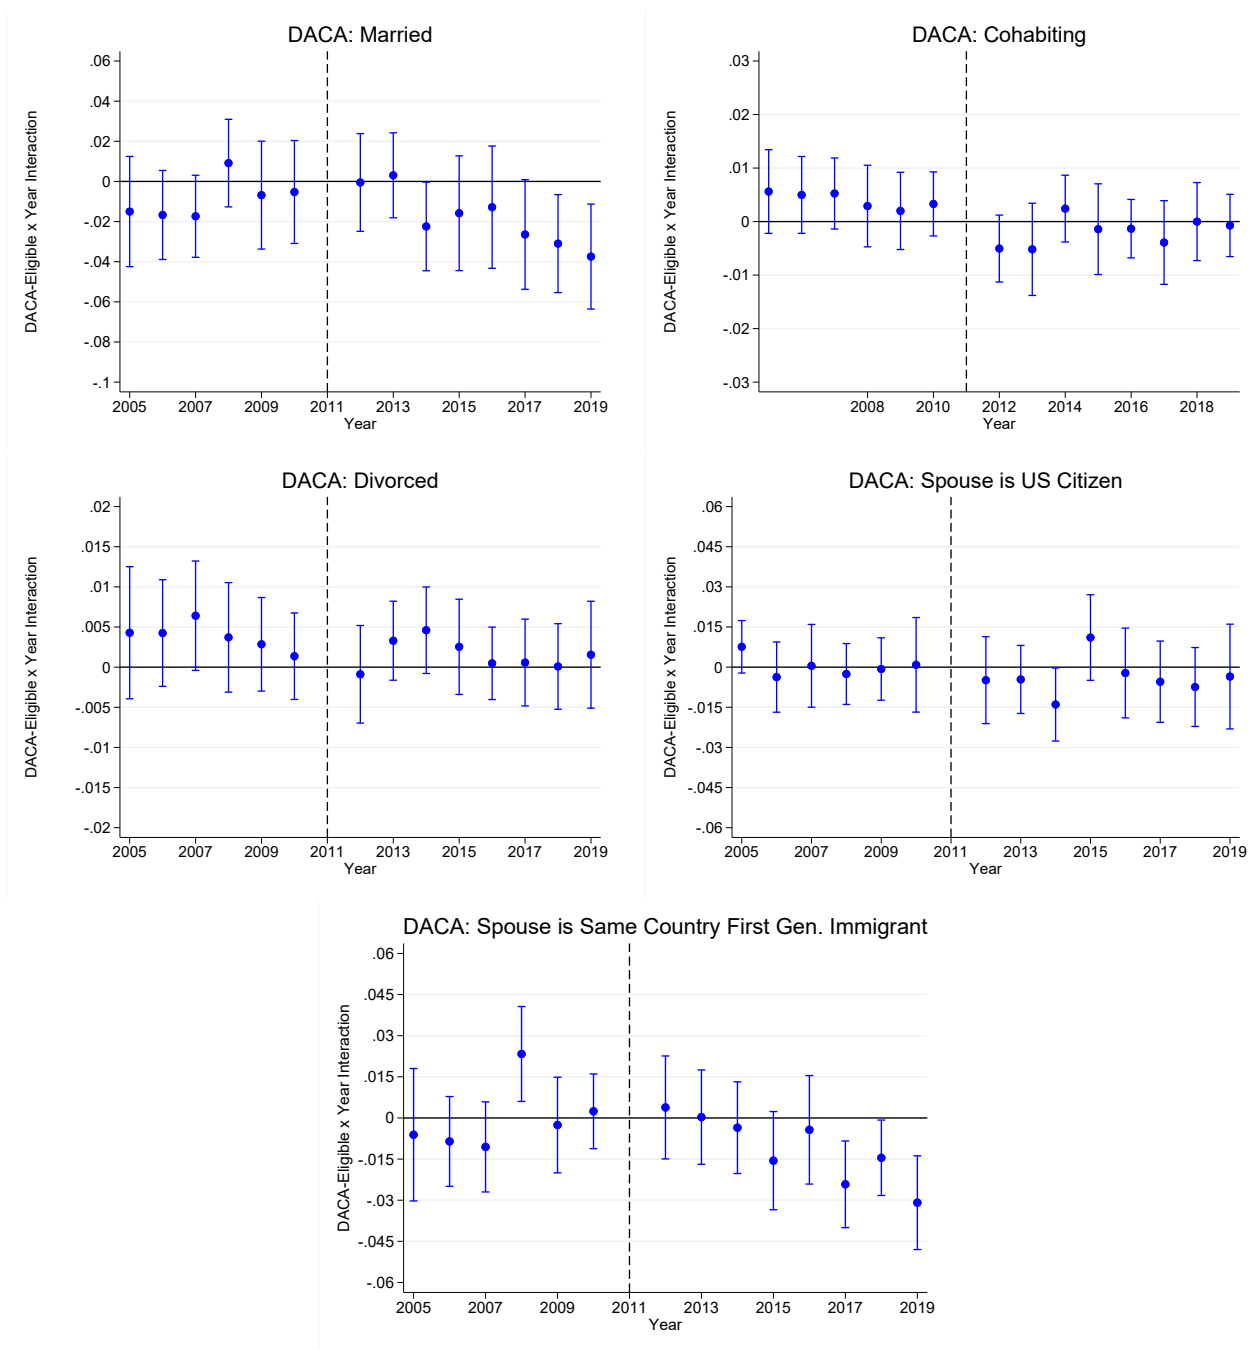 DACA: Married
DACA-Eligible x Year Interaction
.06
.04
.02
0
-.02
-.04
-.06
-.08
-.1
2005 2007 2009 2011 2013 2015 2017 2019
Year
DACA: Cohabiting
DACA-Eligible x Year Interaction
.03
.02
.01
0
-.01
-.02
-.03
2008 2010 2012 2014 2016 2018
Year
DACA: Divorced
DACA-Eligible x Year Interaction
.02
.015
.01
.005
0
-.005
-.01
-.015
-.02
2005 2007 2009 2011 2013 2015 2017 2019
Year
DACA: Spouse is US Citizen
DACA-Eligible x Year Interaction
.06
.045
.03
.015
0
-.015
-.03
-.045
-.06
2005 2007 2009 2011 2013 2015 2017 2019
Year
DACA: Spouse is Same Country First Gen. Immigrant
DACA-Eligible x Year Interaction
.06
.045
.03
.015
0
-.015
-.03
-.045
-.06
2005 2007 2009 2011 2013 2015 2017 2019
Year